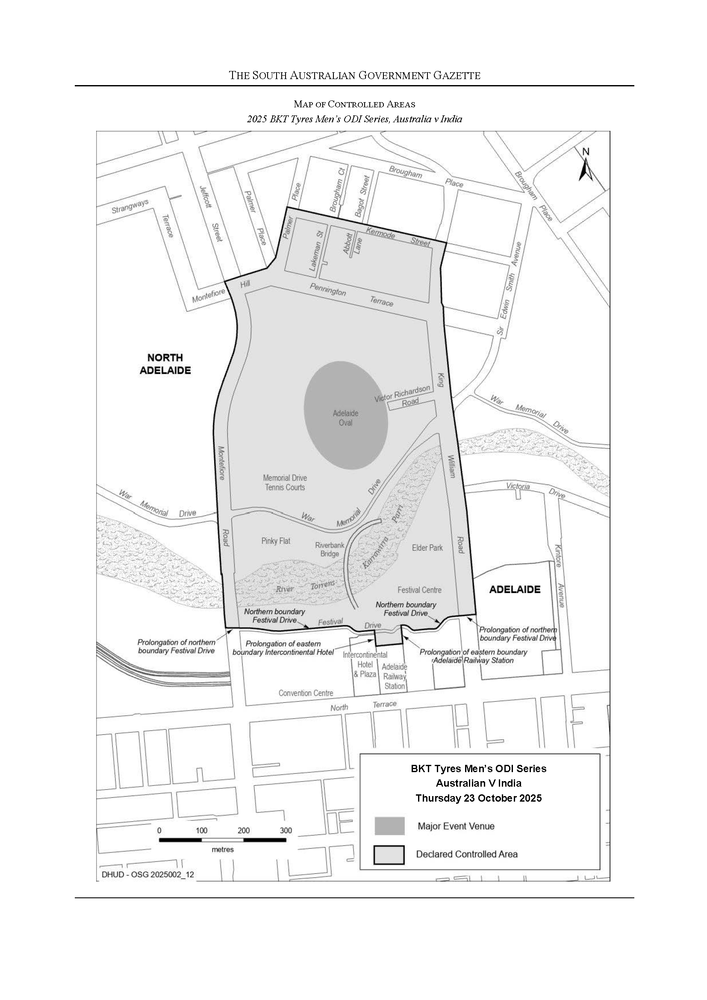 THE SOUTH AUSTRALIAN GOVERNMENT GAZETTE
MAP OF CONTROLLED AREAS
2025 BKT Tyres Men's ODI Series, Australia v India
N
Brougham
Place
Brougham
Place
Strangways
Terrace
Jeffcott
Street
Palmer
Place
Place
Palmer
Brougham Ct
Bagot Street
Kermode
Street
Lakeman St
Abbott
Lane
Sir Edwin Smith Avenue
Montefiore
Hill
Pennington
Terrace
NORTH
ADELAIDE
King
Victor Richardson
Road
Adelaide
Oval
War
Memorial
Drive
Montefiore
William
Memorial Drive
Tennis Courts
Drive
Victoria
Drive
War
Memorial
Drive
War
Memorial
Parri
Karrawirra
Road
Pinky Flat
Riverbank
Bridge
Elder Park
Road
Kintore
Avenue
River
Torrens
Festival Centre
ADELAIDE
Northern boundary
Festival Drive
Northern boundary
Festival Drive
Festival
Drive
Prolongation of northern
boundary Festival Drive
Prolongation of northern
boundary Festival Drive
Prolongation of eastern
boundary Intercontinental Hotel
Prolongation of eastern boundary
Adelaide Railway Station
Intercontinental
Hotel
& Plaza
Adelaide
Railway
Station
Convention Centre
North
Terrace
BKT Tyres Men's ODI Series
Australian V India
Thursday 23 October 2025
Major Event Venue
Declared Controlled Area
0 100 200 300
metres
DHUD - OSG 2025002_12